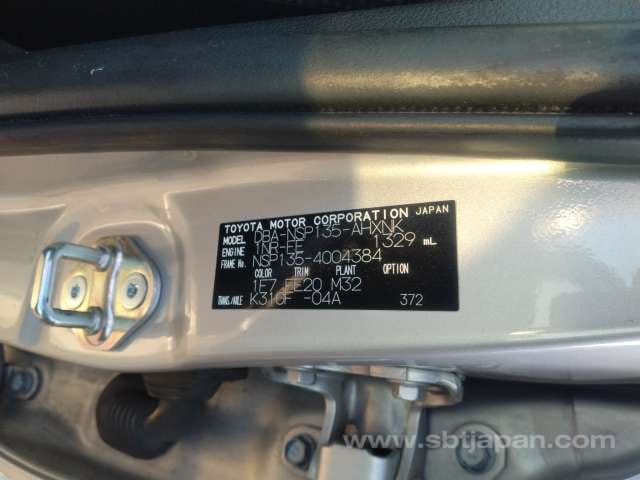 TOYOTA MOTOR CORPORATION JAPAN
MODEL DBA-NSP135-AHXNK
ENGINE 1NR-FE 1329 mL
FRAME No. NSP135-4004384
COLOR TRIM PLANT OPTION
1E7 FE20 M32
TRANS./AXLE K310F -04A 372
www.sbtjapan.com